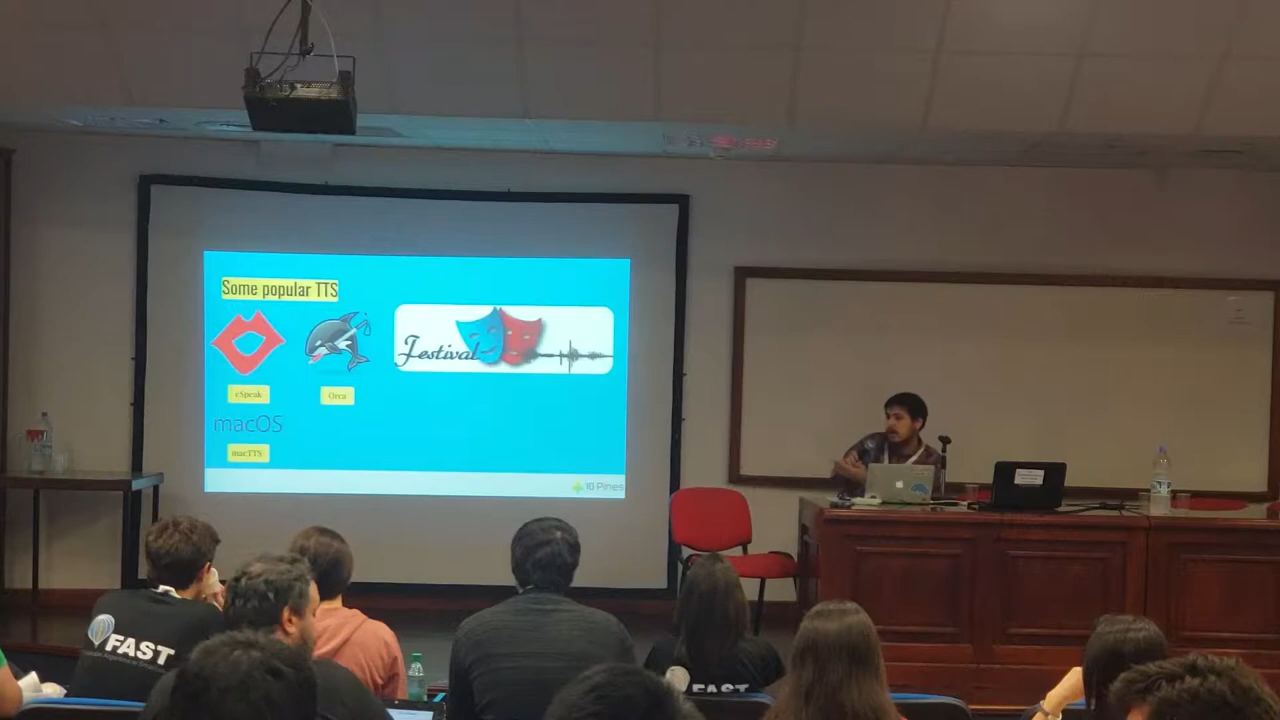 Some popular TTS
Festival
eSpeak
Orca
macOS
macTTS
10 Pines
FAST
FAST